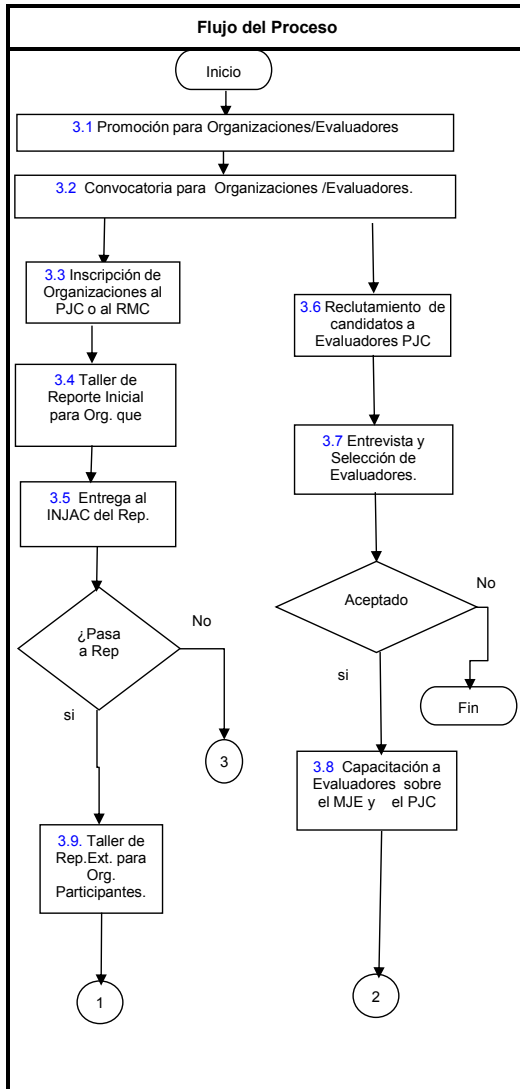 Flujo del Proceso
Inicio
3.1 Promoción para Organizaciones/Evaluadores
3.2 Convocatoria para Organizaciones /Evaluadores.
3.3 Inscripción de
Organizaciones al
PJC o al RMC
3.4 Taller de
Reporte Inicial
para Org. que
3.5 Entrega al
INJAC del Rep.
¿Pasa
a Rep
No
si
3
3.9. Taller de
Rep.Ext. para
Org.
Participantes.
1
3.6 Reclutamiento de
candidatos a
Evaluadores PJC
3.7 Entrevista y
Selección de
Evaluadores.
Aceptado
No
si
Fin
3.8 Capacitación a
Evaluadores sobre
el MJE y el PJC
2